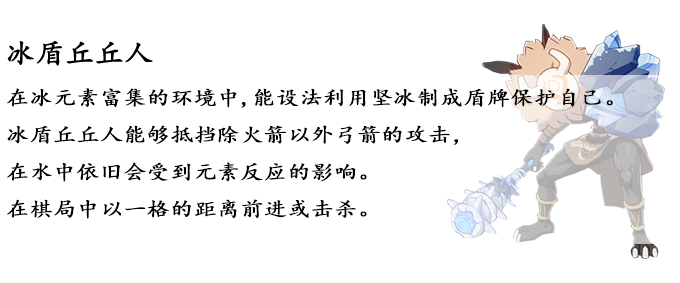 冰盾丘丘人
在冰元素富集的环境中,能设法利用坚冰制成盾牌保护自己。
冰盾丘丘人能够抵挡除火箭以外弓箭的攻击,
在水中依旧会受到元素反应的影响。
在棋局中以一格的距离前进或击杀。